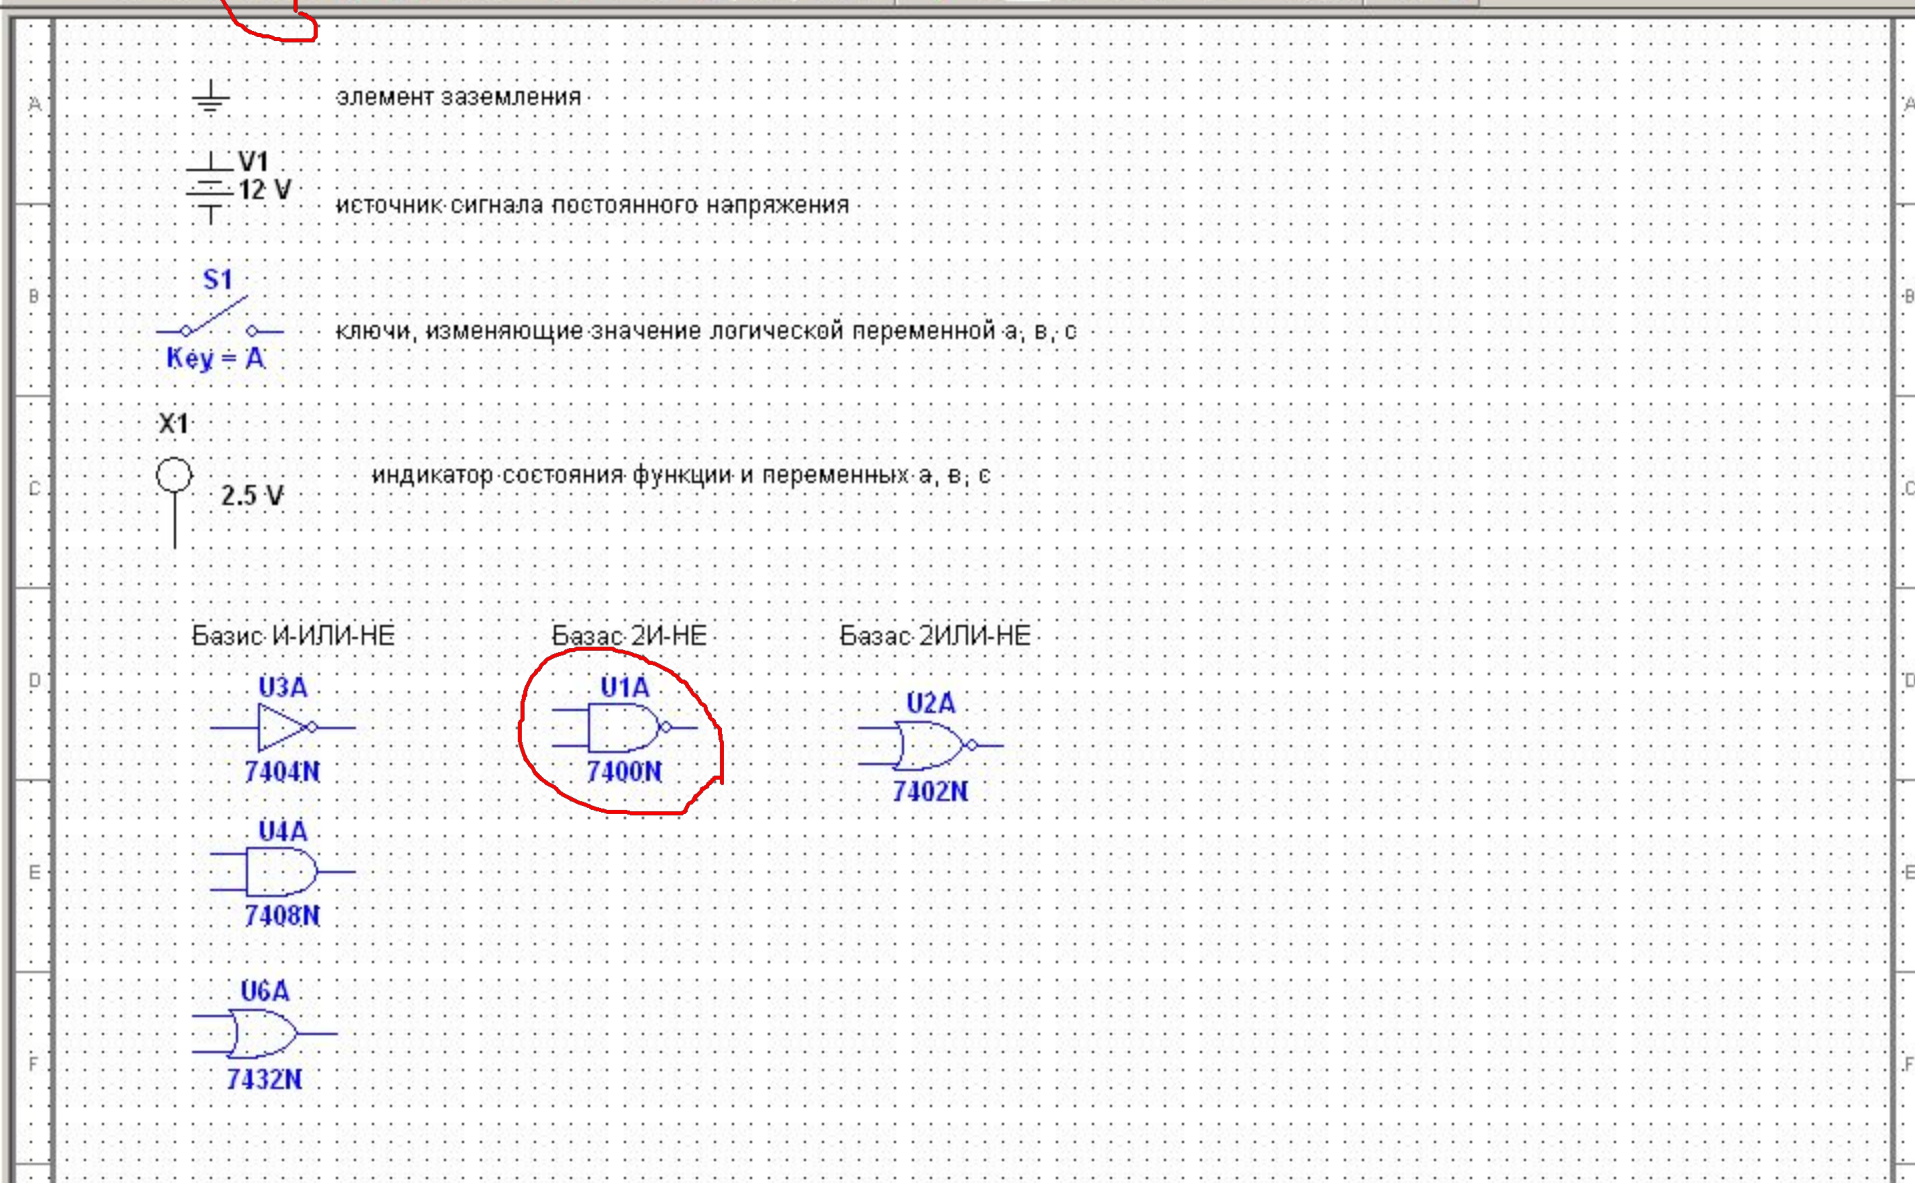 A
A
элемент заземления
V1
12 V
источник сигнала постоянного напряжения
S1
B
B
ключи, изменяющие значение логической переменной а, в, с
Key = A
X1
индикатор состояния функции и переменных а, в, с
C
C
2.5 V
Базис И-ИЛИ-НЕ
Базас 2И-НЕ
Базас 2ИЛИ-НЕ
D
D
U3A
U1A
U2A
7404N
7400N
7402N
U4A
E
E
7408N
U6A
F
F
7432N